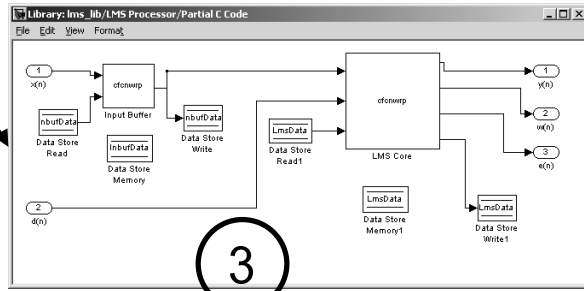 Library: lms_lib/LMS Processor/Partial C Code
File Edit View Format
1
x(n)
cfcnwrp
Input Buffer
nbufData
Data Store
Read
InbufData
Data Store
Memory
nbufData
Data Store
Write
LmsData
Data Store
Read1
cfcnwrp
LMS Core
1
y(n)
2
w(n)
3
e(n)
2
d(n)
LmsData
Data Store
Memory1
LmsData
Data Store
Write1
3